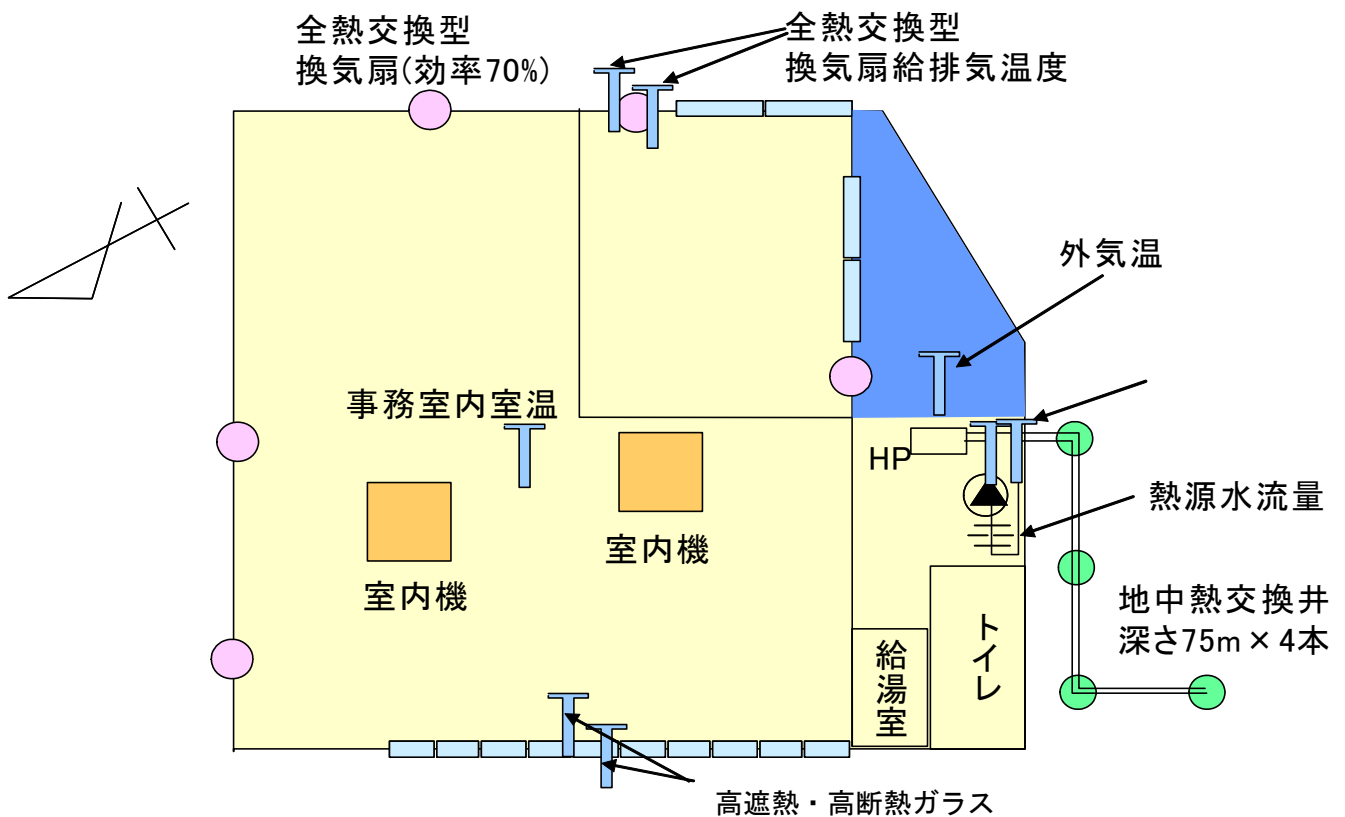 全熱交換型
換気扇(効率70%)
全熱交換型
換気扇給排気温度
外気温
事務室内室温
HP
熱源水流量
室内機
室内機
地中熱交換井
深さ75m×4本
トイレ
給湯室
高遮熱・高断熱ガラス